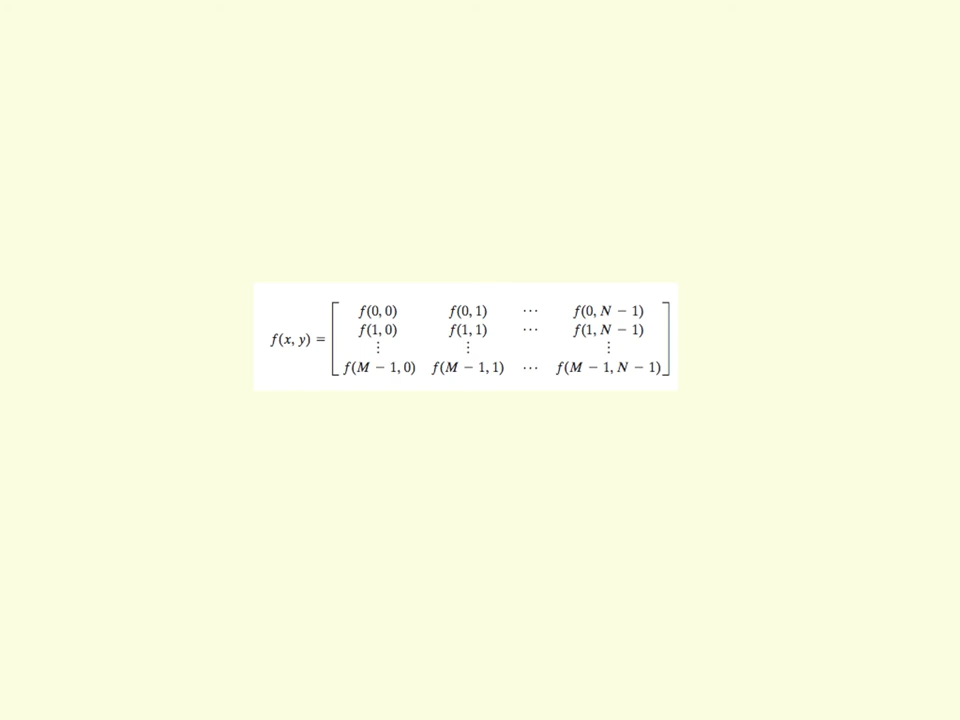 f(0, 0) f(0, 1) ⋯ f(0, N − 1)
f(x, y) = f(1, 0) f(1, 1) ⋯ f(1, N − 1)
⋮ ⋮ ⋮
f(M − 1, 0) f(M − 1, 1) ⋯ f(M − 1, N − 1)